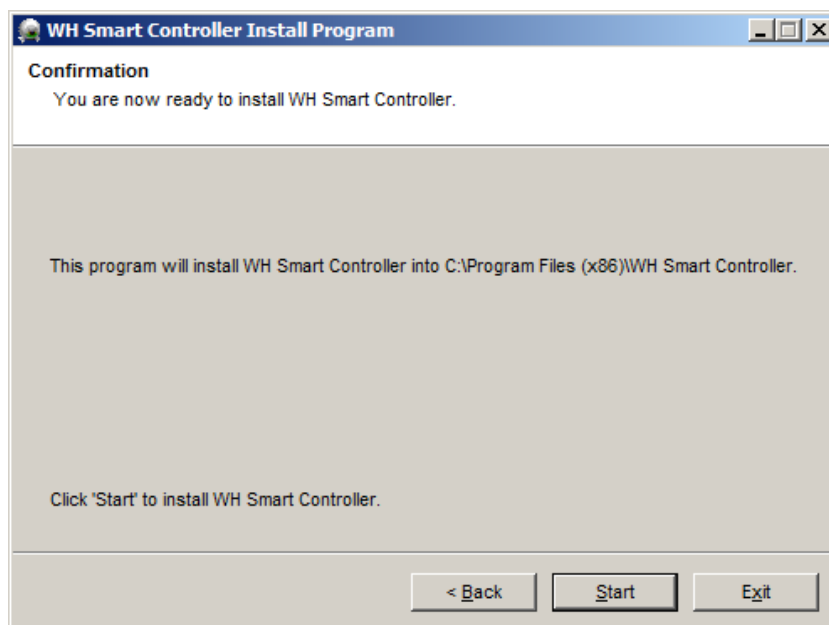 WH Smart Controller Install Program
Confirmation
You are now ready to install WH Smart Controller.
This program will install WH Smart Controller into C:\Program Files (x86)\WH Smart Controller.
Click 'Start' to install WH Smart Controller.
< Back
Start
Exit